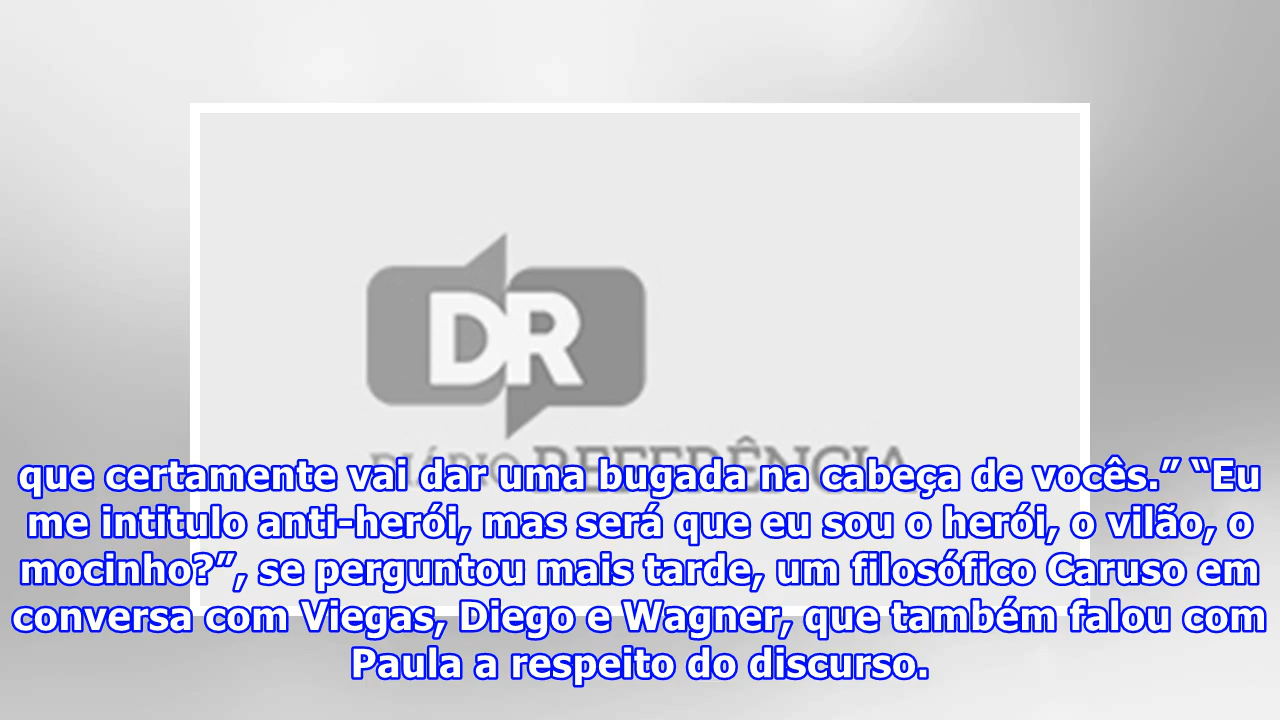 DR
DIÁRIO REFERÊNCIA
que certamente vai dar uma bugada na cabeça de vocês.” “Eu
me intitulo anti-herói, mas será que eu sou o herói, o vilão, o
mocinho?”, se perguntou mais tarde, um filosófico Caruso em
conversa com Viegas, Diego e Wagner, que também falou com
Paula a respeito do discurso.